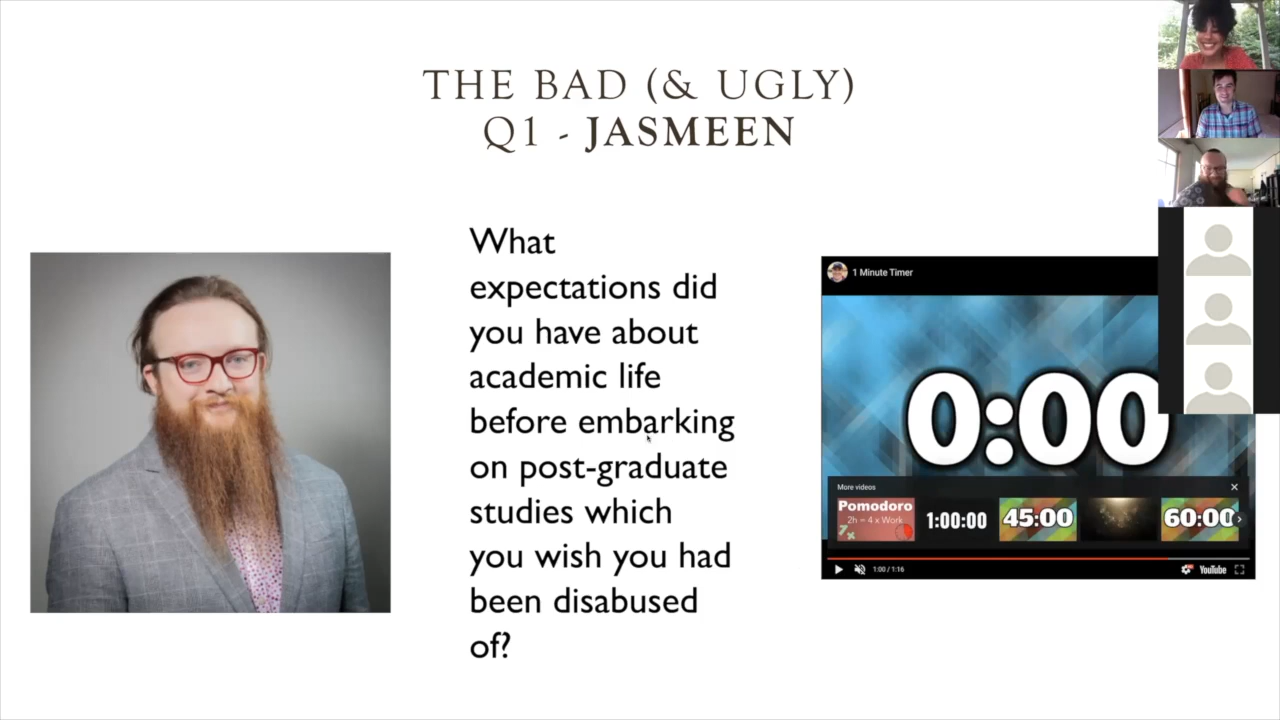 THE BAD (& UGLY)
Q1 - JASMEEN
What
expectations did
you have about
academic life
before embarking
on post-graduate
studies which
you wish you had
been disabused
of?
1 Minute Timer
0:00
More videos
Pomodoro
2h = 4 x Work
1:00:00
45:00
60:00
1:00 / 1:16
YouTube